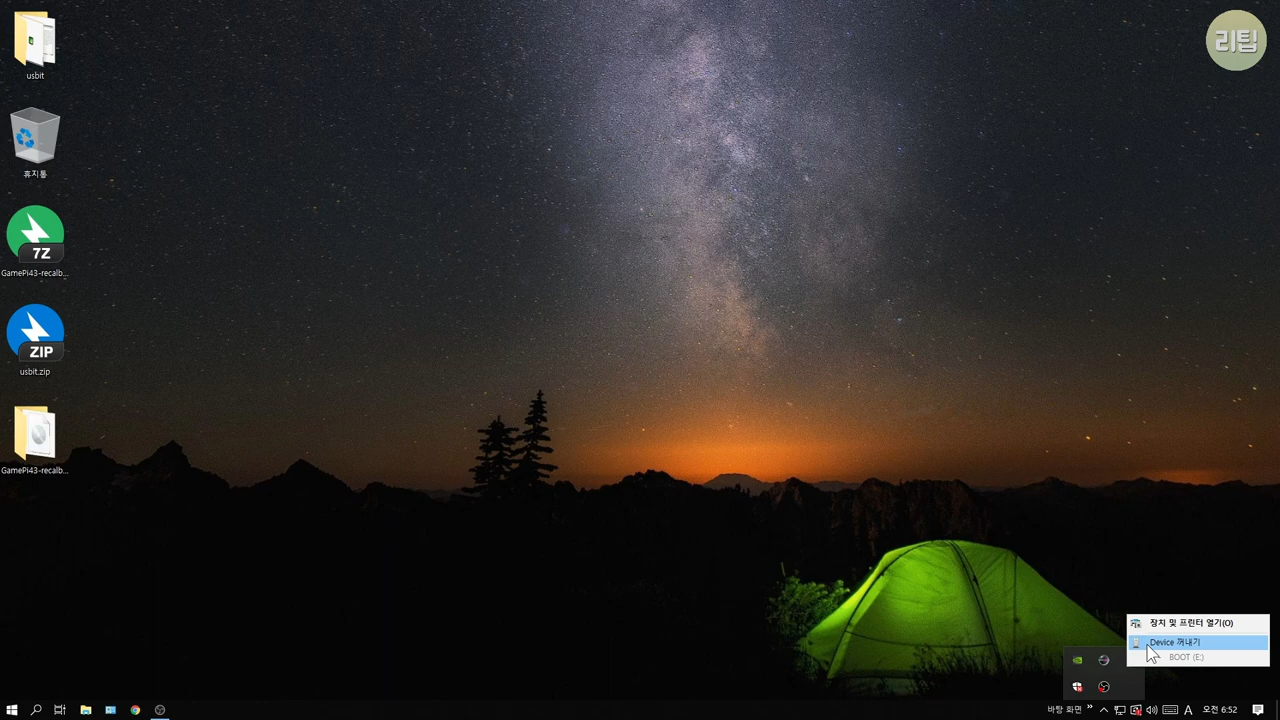 usbit
휴지통
7Z
GamePi43-recalb...
ZIP
usbit.zip
GamePi43-recalb...
리팁
장치 및 프린터 열기(O)
Device 꺼내기
BOOT (E:)
바탕 화면
A
오전 6:52